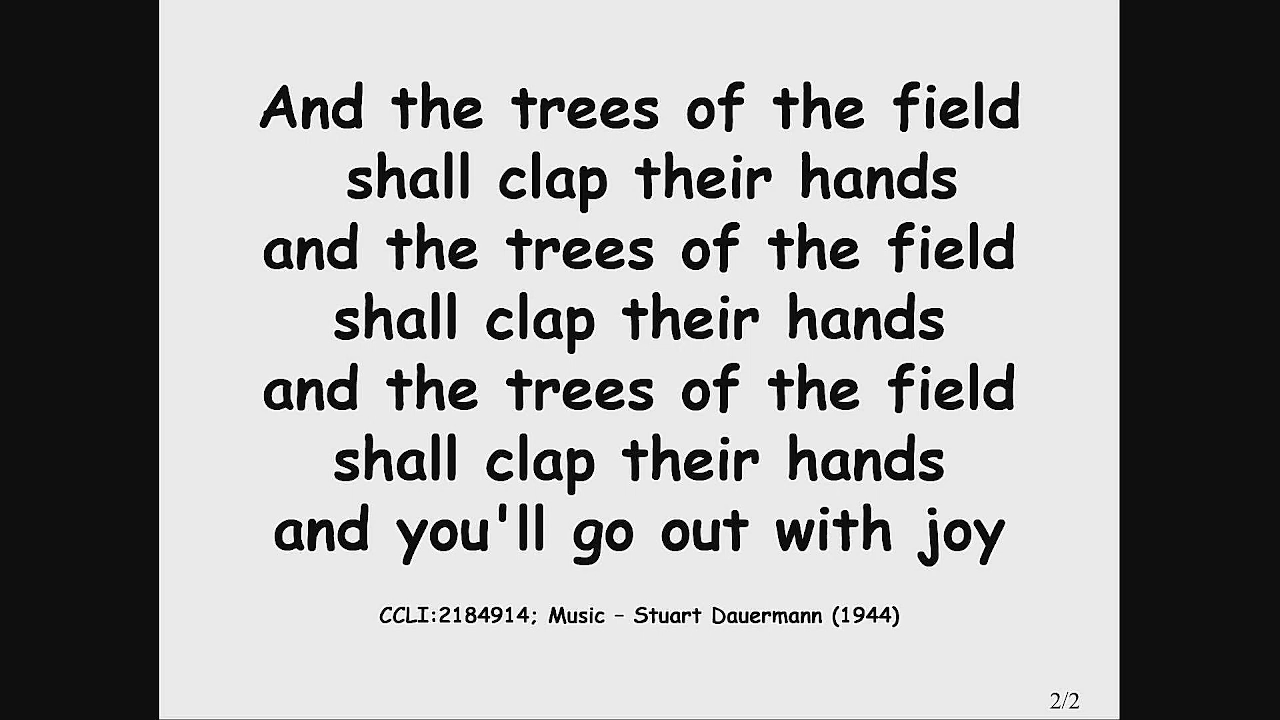 And the trees of the field
shall clap their hands
and the trees of the field
shall clap their hands
and the trees of the field
shall clap their hands
and you'll go out with joy
CCLI:2184914; Music – Stuart Dauermann (1944)
2/2